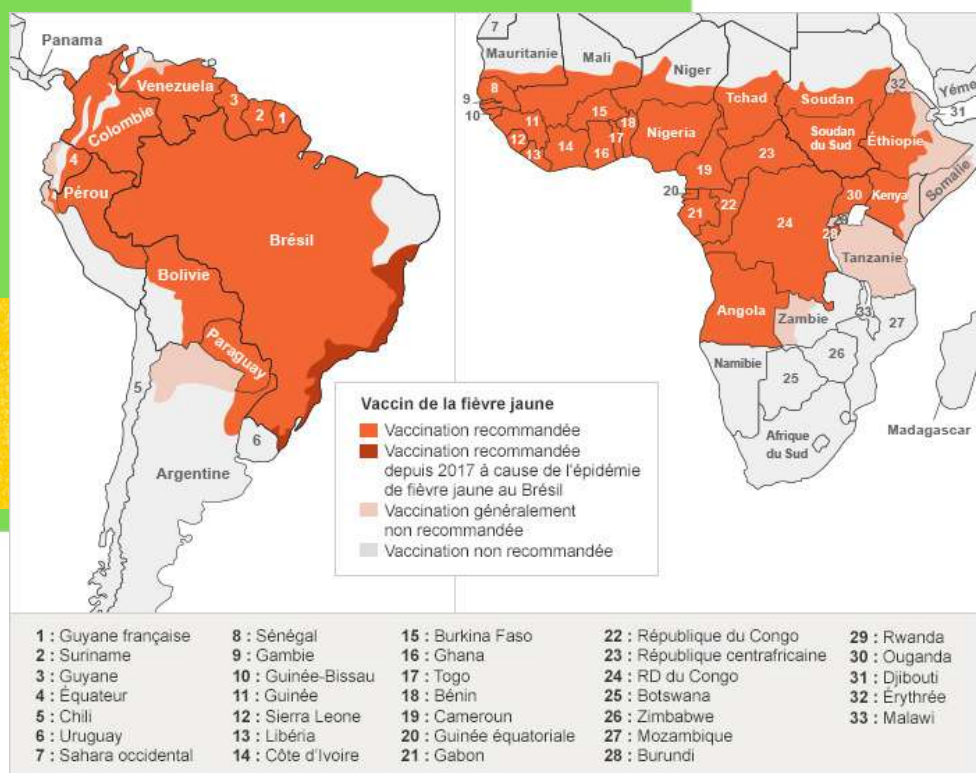 Panama
Venezuela
3
2
1
Colombie
4
Pérou
Brésil
Bolivie
Paraguay
5
6
Argentine
7
Mauritanie
Mali
Niger
8
9
10
11
12
13
14
15
16
17
18
Nigeria
Tchad
Soudan
32
Yémen
31
Soudan
du Sud
Éthiopie
Somalie
19
23
20
21
22
24
30
Kenya
29
28
Tanzanie
Angola
Zambie
33
27
Namibie
26
25
Afrique
du Sud
Madagascar
Vaccin de la fièvre jaune
Vaccination recommandée
Vaccination recommandée
depuis 2017 à cause de l'épidémie
de fièvre jaune au Brésil
Vaccination généralement
non recommandée
Vaccination non recommandée
1 : Guyane française
2 : Suriname
3 : Guyane
4 : Équateur
5 : Chili
6 : Uruguay
7 : Sahara occidental
8 : Sénégal
9 : Gambie
10 : Guinée-Bissau
11 : Guinée
12 : Sierra Leone
13 : Libéria
14 : Côte d'Ivoire
15 : Burkina Faso
16 : Ghana
17 : Togo
18 : Bénin
19 : Cameroun
20 : Guinée équatoriale
21 : Gabon
22 : République du Congo
23 : République centrafricaine
24 : RD du Congo
25 : Botswana
26 : Zimbabwe
27 : Mozambique
28 : Burundi
29 : Rwanda
30 : Ouganda
31 : Djibouti
32 : Érythrée
33 : Malawi